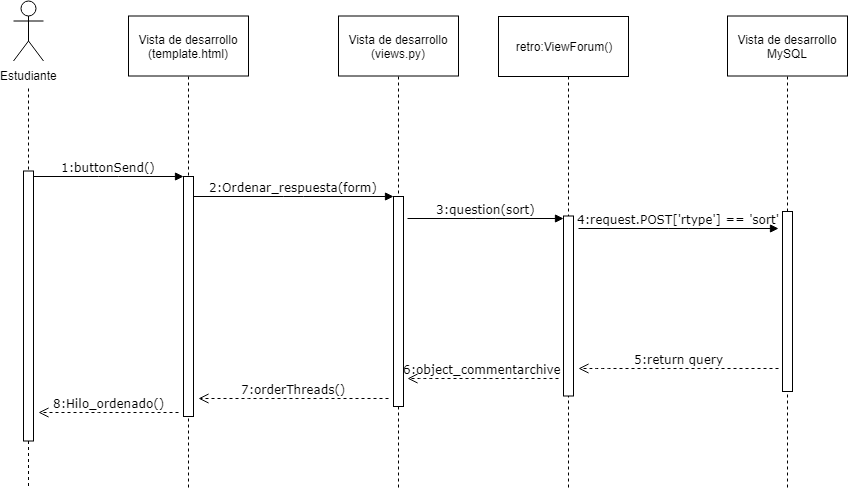 Estudiante
Vista de desarrollo
(template.html)
Vista de desarrollo
(views.py)
retro:ViewForum()
Vista de desarrollo
MySQL
1:buttonSend()
2:Ordenar_respuesta(form)
3:question(sort)
4:request.POST['rtype'] == 'sort'
5:return query
6:object_commentarchive
7:orderThreads()
8:Hilo_ordenado()